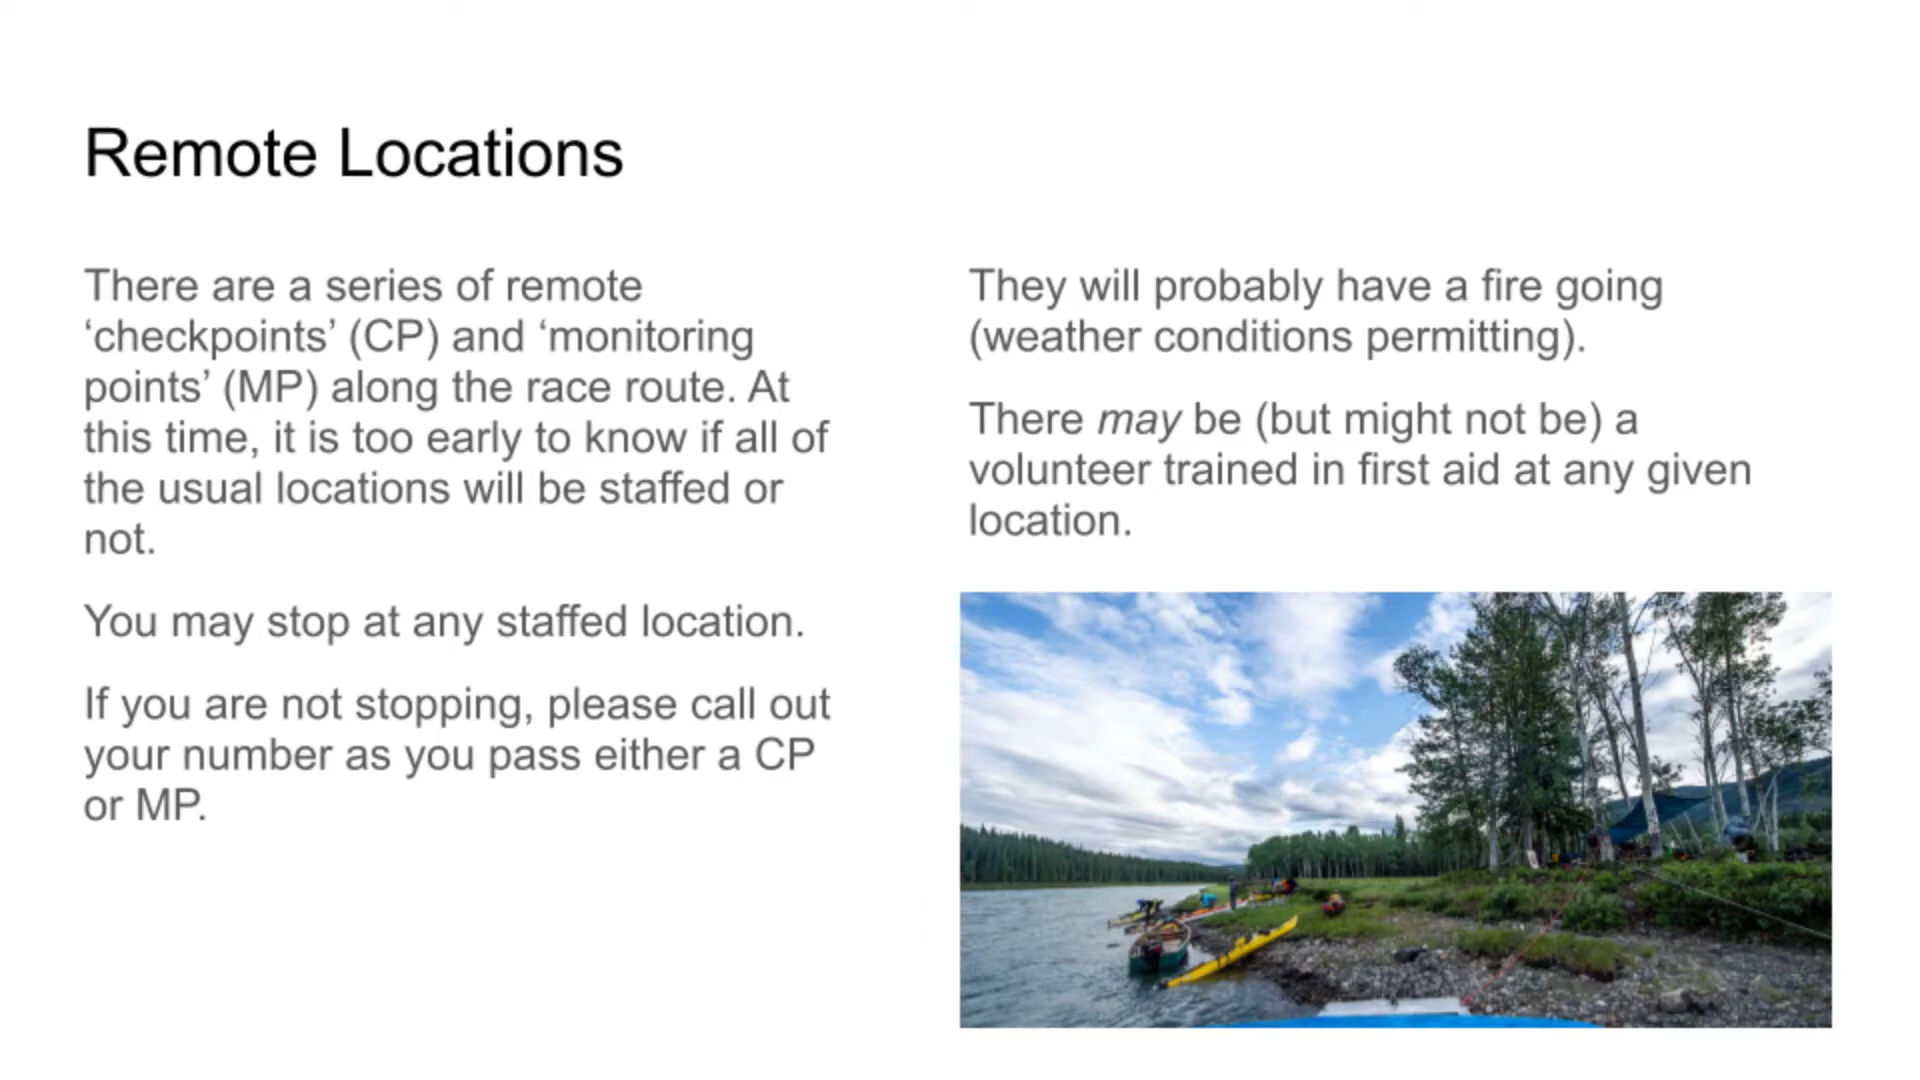 Remote Locations
There are a series of remote
‘checkpoints’ (CP) and ‘monitoring
points’ (MP) along the race route. At
this time, it is too early to know if all of
the usual locations will be staffed or
not.
You may stop at any staffed location.
If you are not stopping, please call out
your number as you pass either a CP
or MP.
They will probably have a fire going
(weather conditions permitting).
There may be (but might not be) a
volunteer trained in first aid at any given
location.